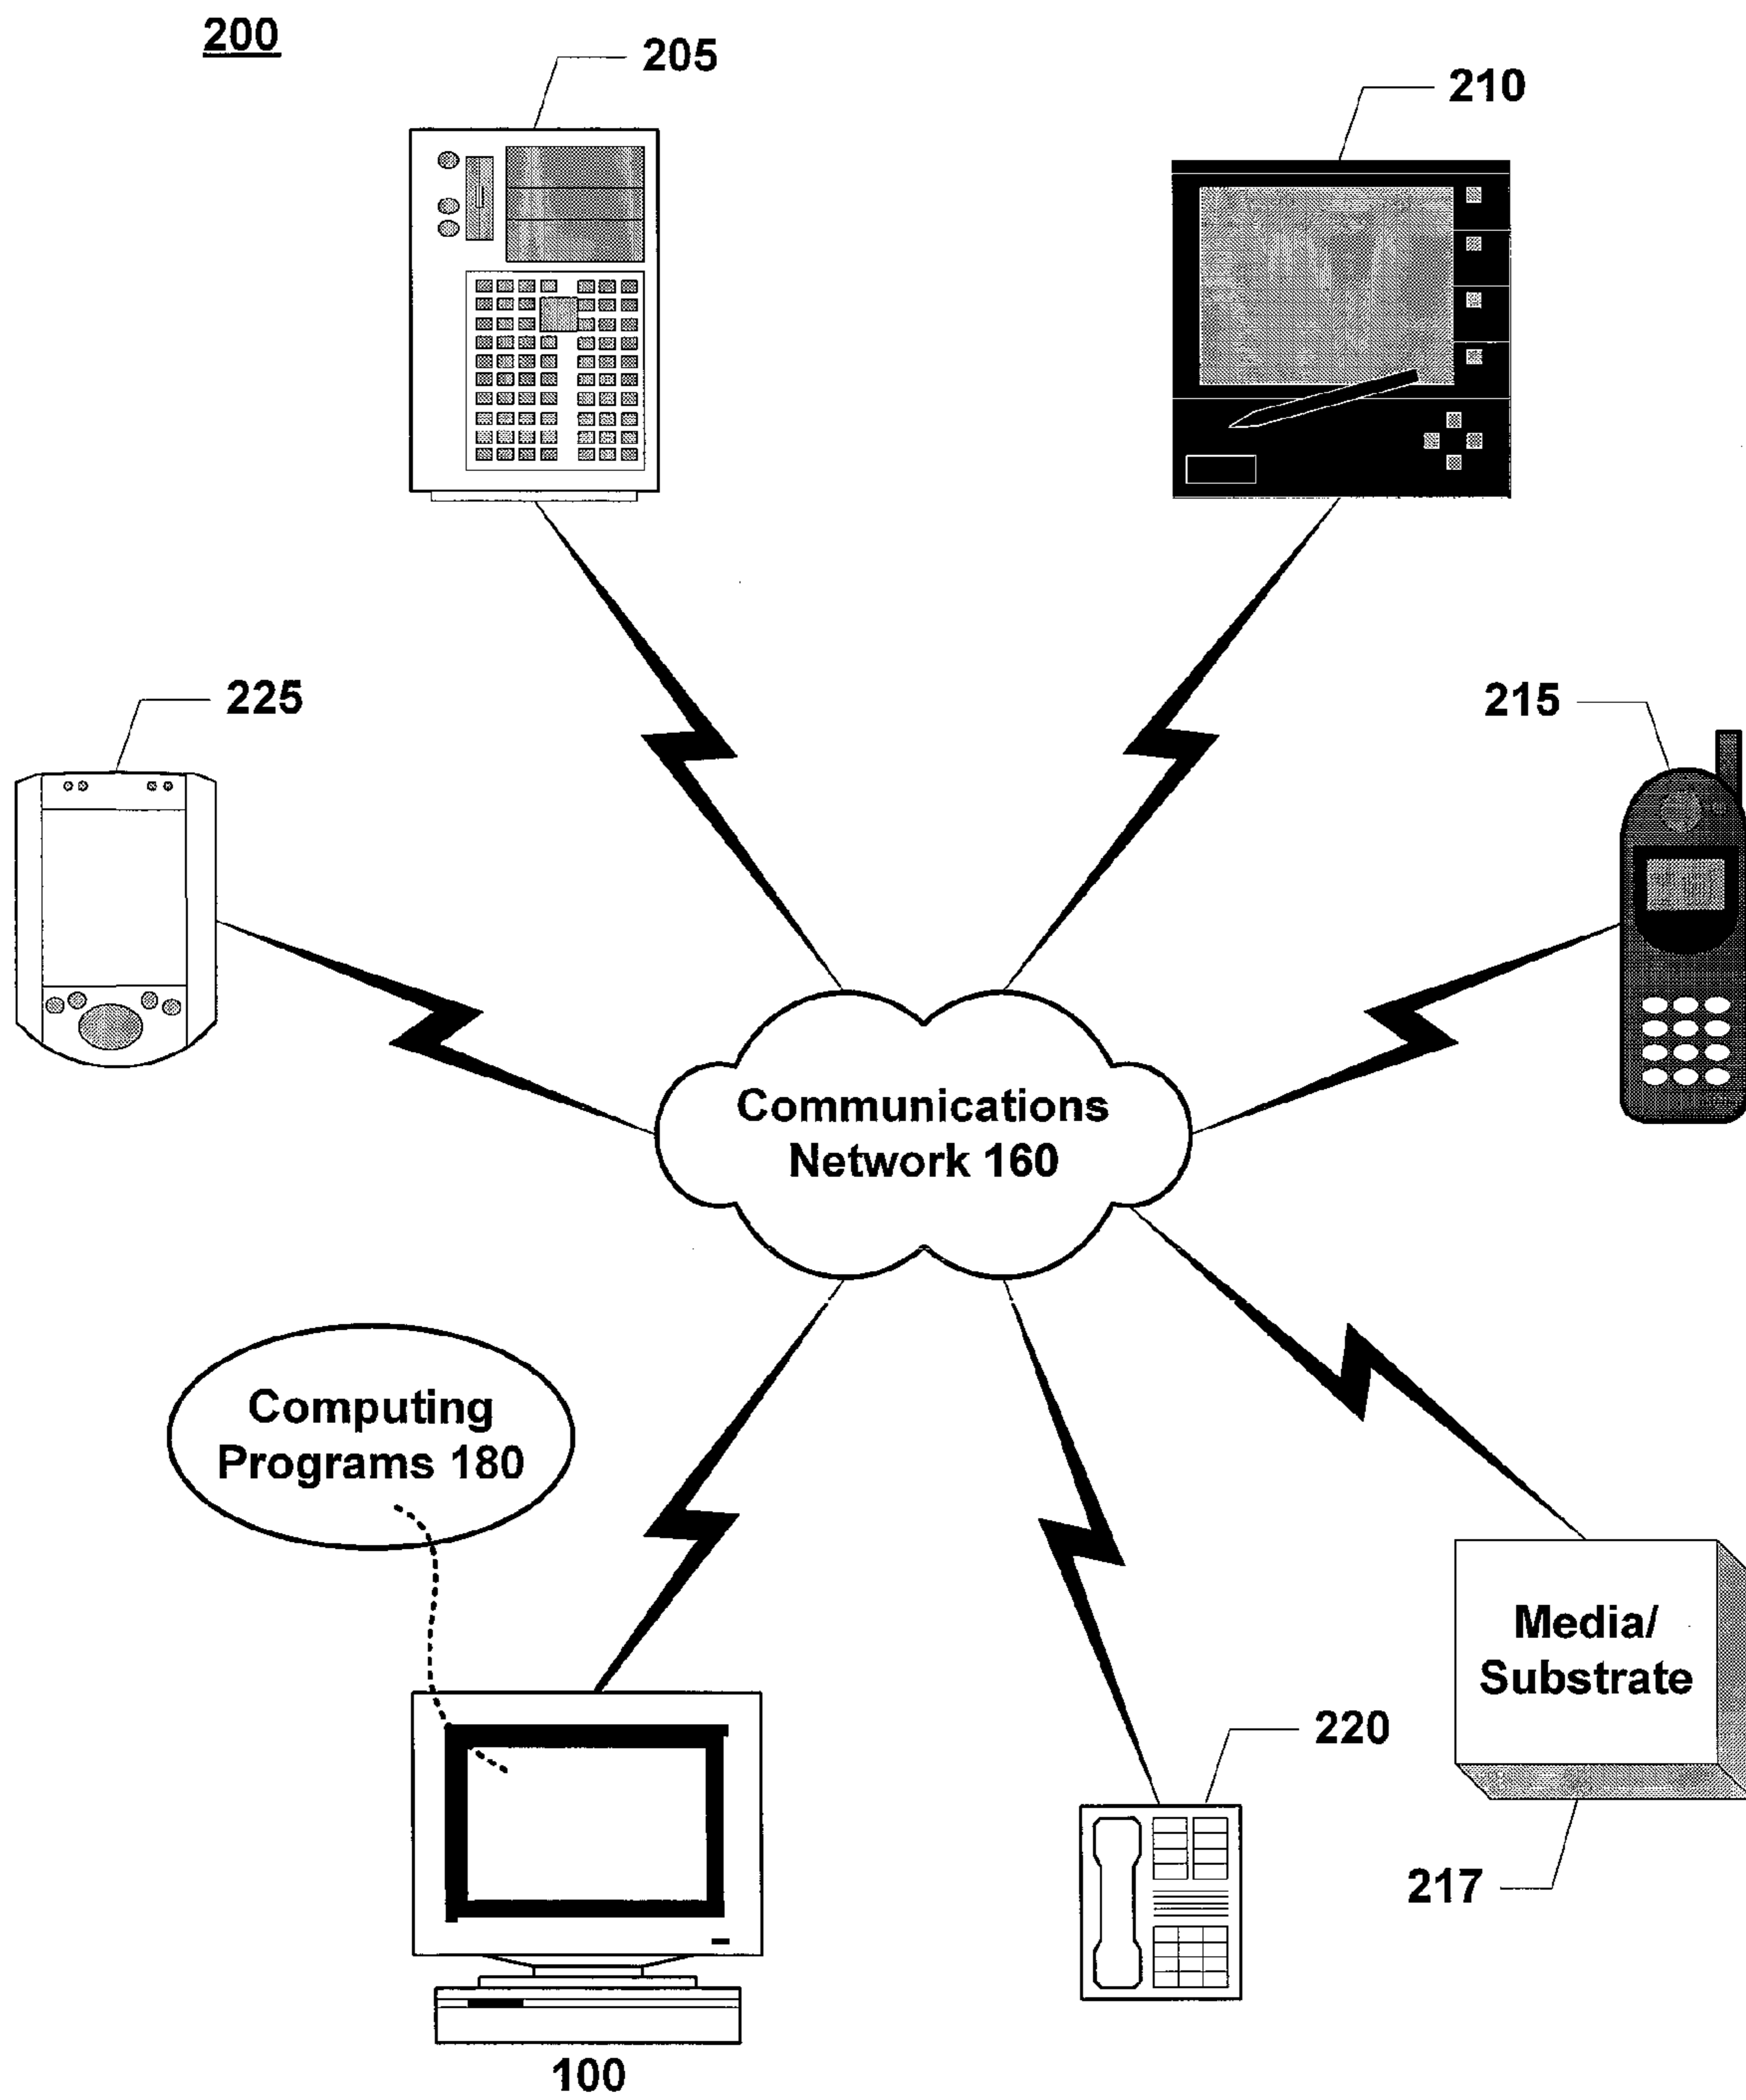 200
205
210
225
215
Communications
Network 160
Computing
Programs 180
Media/
Substrate
220
217
100